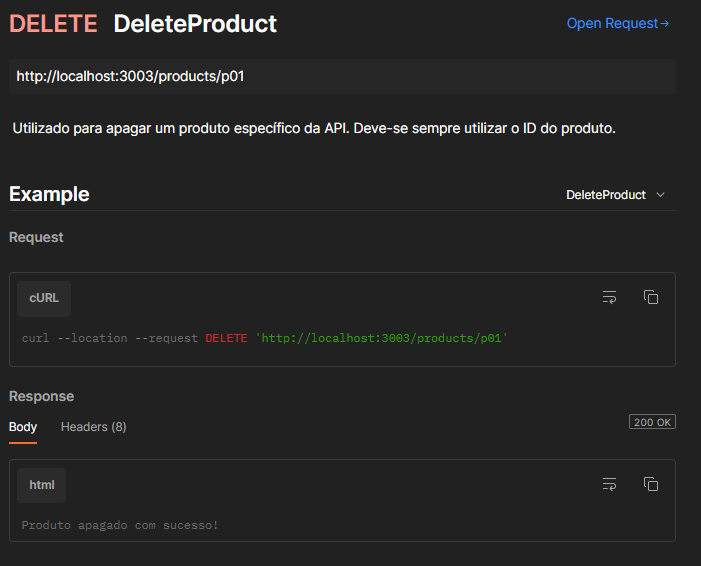 DELETE DeleteProduct
Open Request→
http://localhost:3003/products/p01
Utilizado para apagar um produto específico da API. Deve-se sempre utilizar o ID do produto.
Example
DeleteProduct
Request
cURL
curl --location --request DELETE 'http://localhost:3003/products/p01'
Response
Body Headers (8)
200 OK
html
Produto apagado com sucesso!